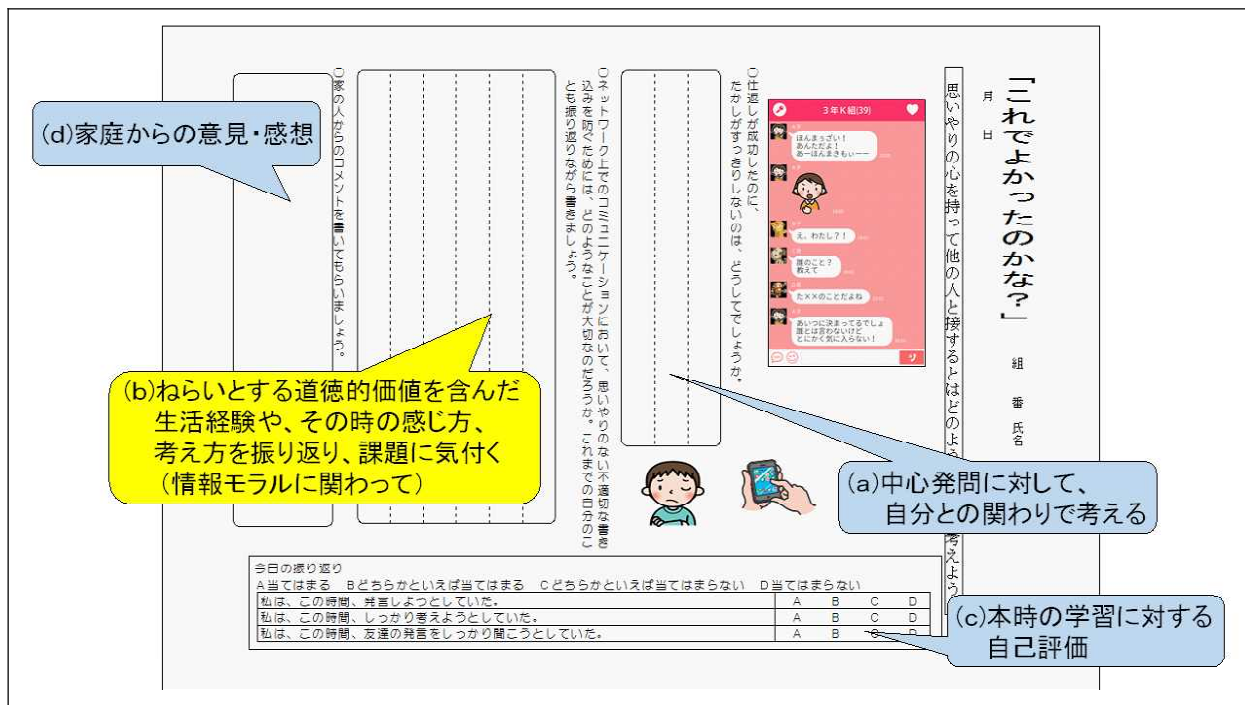 「これでよかったのかな？」　組　番　氏名
月　日
思いやりの心を持って他の人と接するとはどのよ
考えよう
3年K組(39)
ほんまぅざい！
あんただよ！
あーほんまきもぃーー
え、わたし？！
誰のこと？
教えて
た××のことだよね
あいつに決まってるでしょ
誰とは言わないけど
とにかく気に入らない！
○仕返しが成功したのに、
たかしがすっきりしないのは、どうしてでしょうか。
○ネットワーク上でのコミュニケーションにおいて、思いやりのない不適切な書き
込みを防ぐためには、どのようなことが大切なのだろうか。これまでの自分のこ
とも振り返りながら書きましょう。
○家の人からのコメントを書いてもらいましょう。
(a)中心発問に対して、
自分との関わりで考える
(b)ねらいとする道徳的価値を含んだ
生活経験や、その時の感じ方、
考え方を振り返り、課題に気付く
（情報モラルに関わって）
(c)本時の学習に対する
自己評価
(d)家庭からの意見・感想
今日の振り返り
A当てはまる　Bどちらかといえば当てはまる　Cどちらかといえば当てはまらない　D当てはまらない
私は、この時間、発言しようとしていた。　A　B　C　D
私は、この時間、しっかり考えようとしていた。　A　B　C　D
私は、この時間、友達の発言をしっかり聞こうとしていた。　A　B　C　D